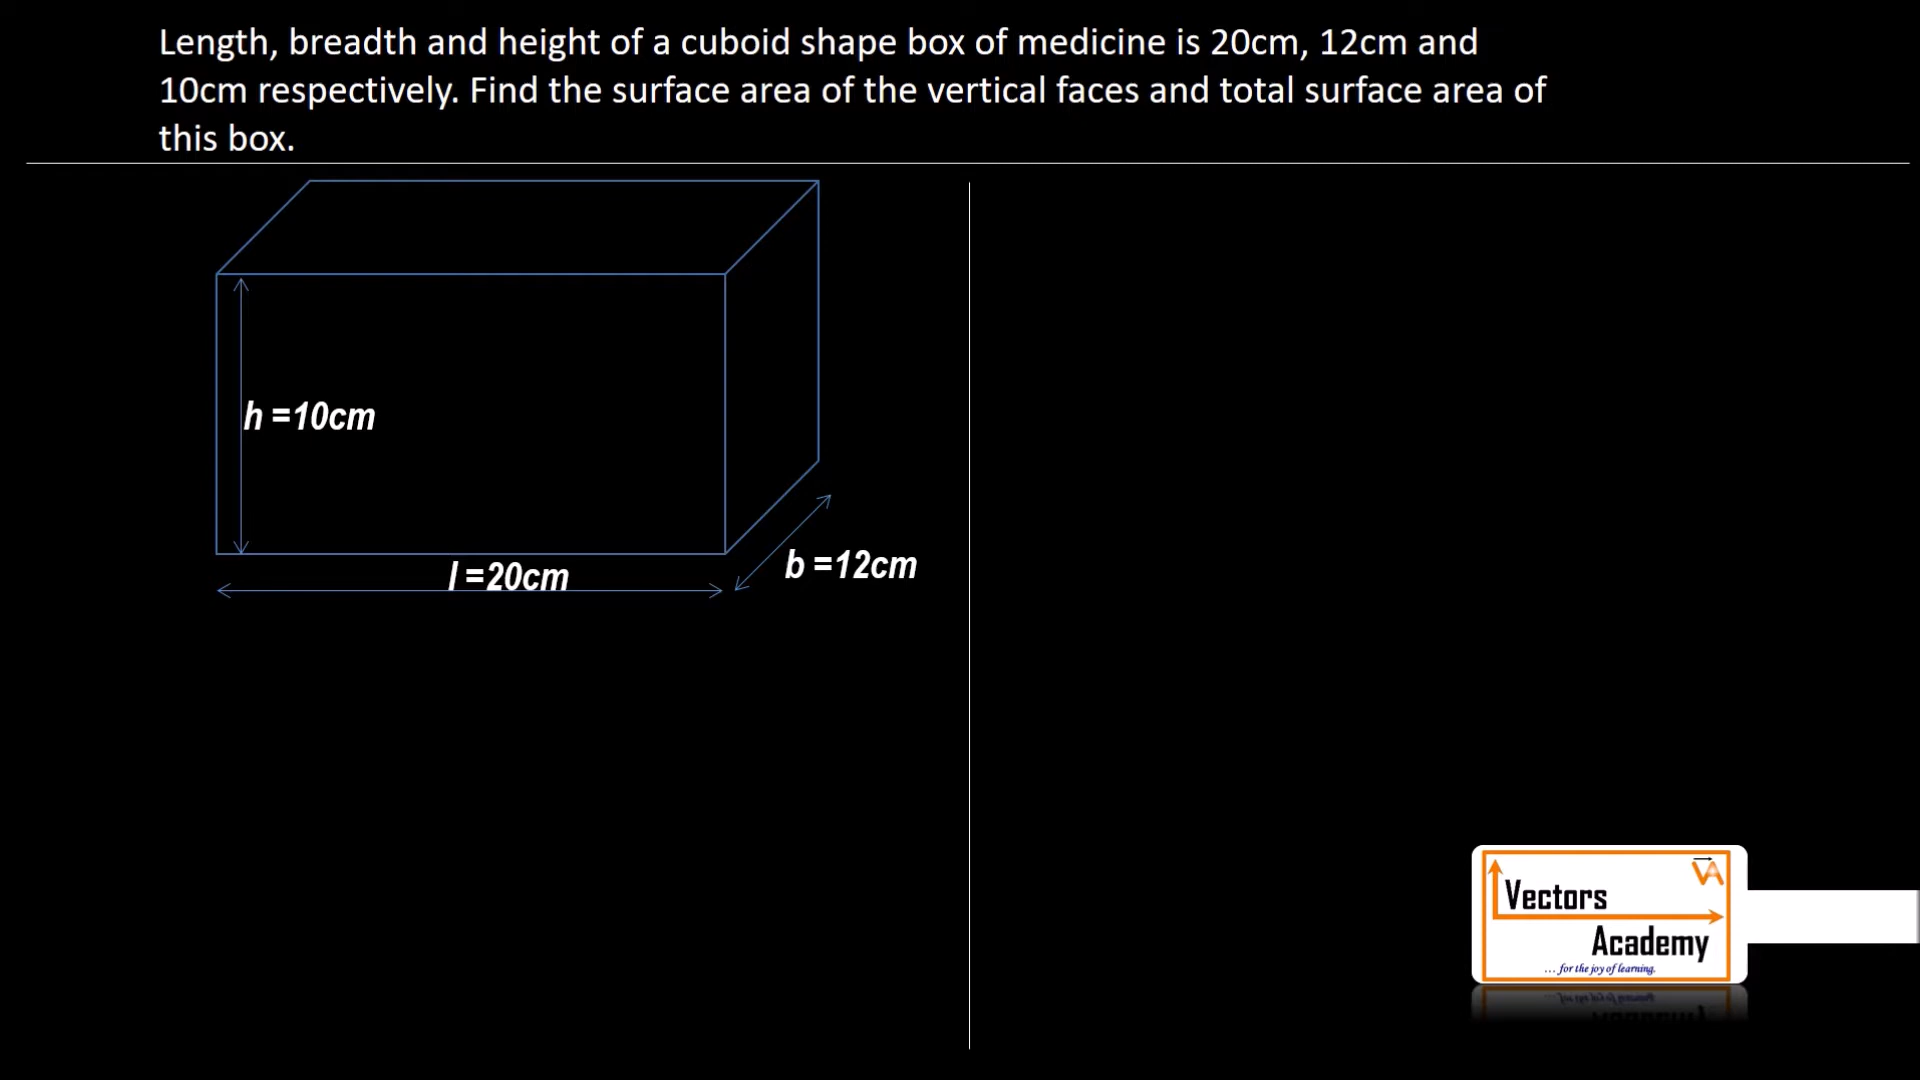 Length, breadth and height of a cuboid shape box of medicine is 20cm, 12cm and
10cm respectively. Find the surface area of the vertical faces and total surface area of
this box.
h =10cm
l =20cm
b =12cm
VA
Vectors
Academy
... for the joy of learning.